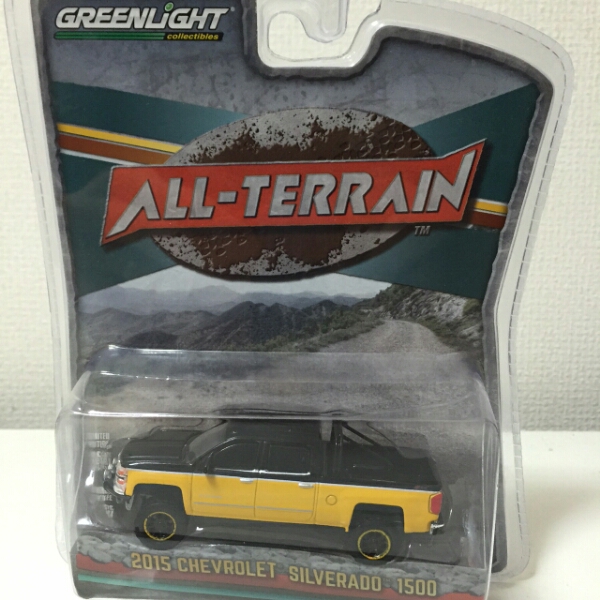 GREENLIGHT
collectibles
ALL-TERRAIN
TM
2015 CHEVROLET SILVERADO 1500